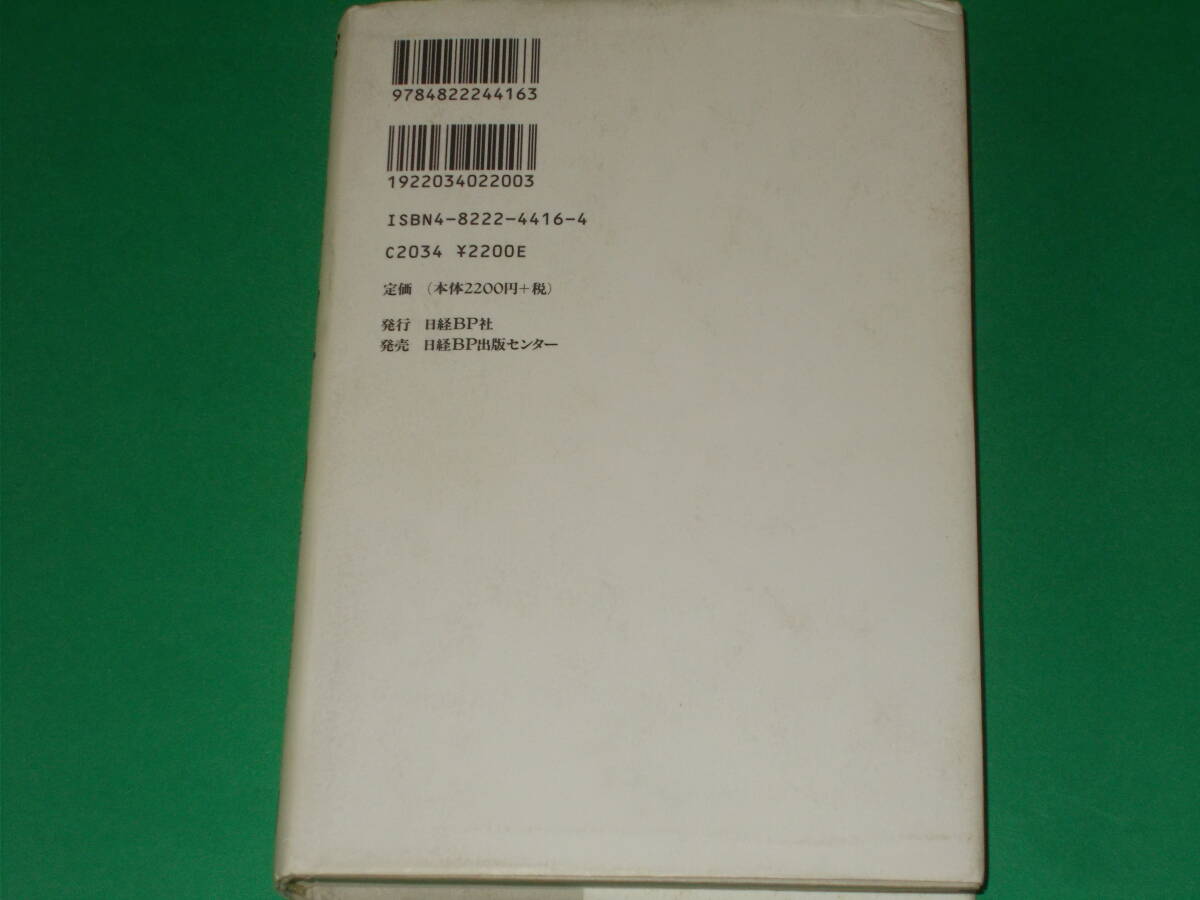 9784822244163
1922034022003
ISBN4-8222-4416-4
C2034 ¥2200E
定価 (本体2200円+税)
発行 日経BP社
発売 日経BP出版センター